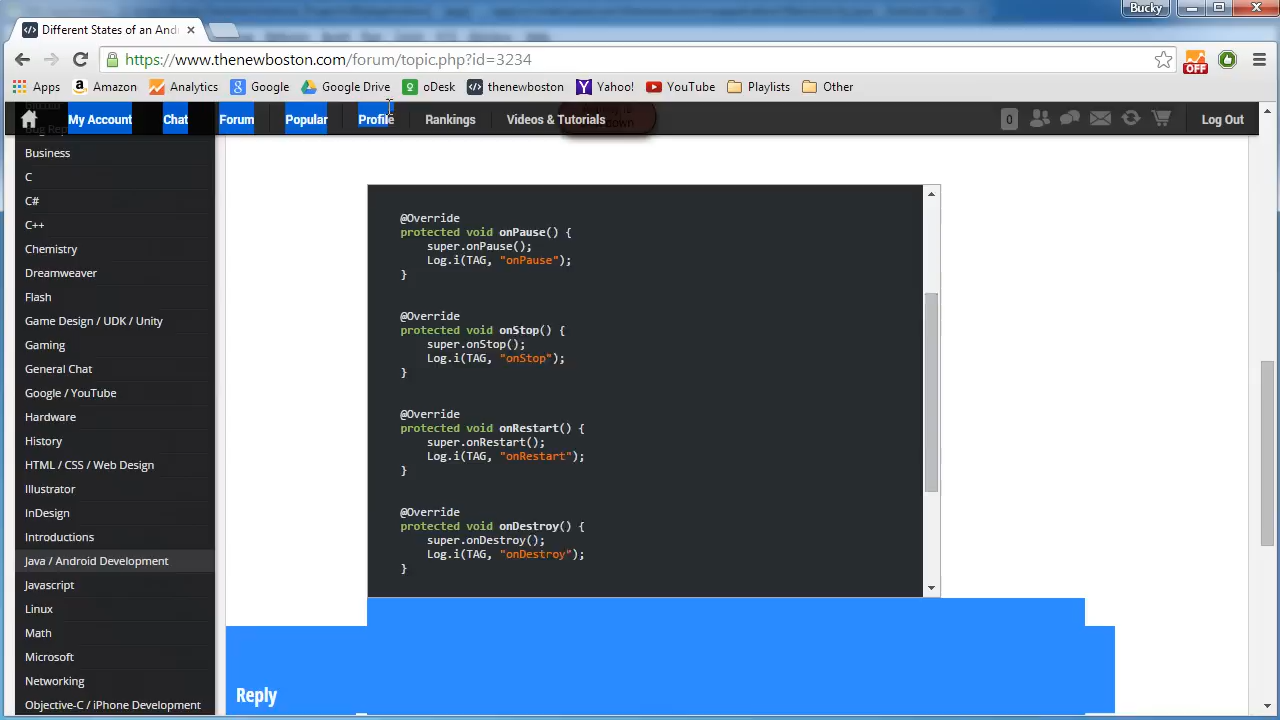 Bucky
Different States of an And
https://www.thenewboston.com/forum/topic.php?id=3234
OFF
Apps Amazon Analytics Google Google Drive oDesk thenewboston Yahoo! YouTube Playlists Other
My Account Chat Forum Popular Profile Rankings Videos & Tutorials 0 Log Out
Business
C
C#
C++
Chemistry
Dreamweaver
Flash
Game Design / UDK / Unity
Gaming
General Chat
Google / YouTube
Hardware
History
HTML / CSS / Web Design
Illustrator
InDesign
Introductions
Java / Android Development
Javascript
Linux
Math
Microsoft
Networking
Objective-C / iPhone Development
@Override
protected void onPause() {
super.onPause();
Log.i(TAG, "onPause");
}
@Override
protected void onStop() {
super.onStop();
Log.i(TAG, "onStop");
}
@Override
protected void onRestart() {
super.onRestart();
Log.i(TAG, "onRestart");
}
@Override
protected void onDestroy() {
super.onDestroy();
Log.i(TAG, "onDestroy");
}
Reply